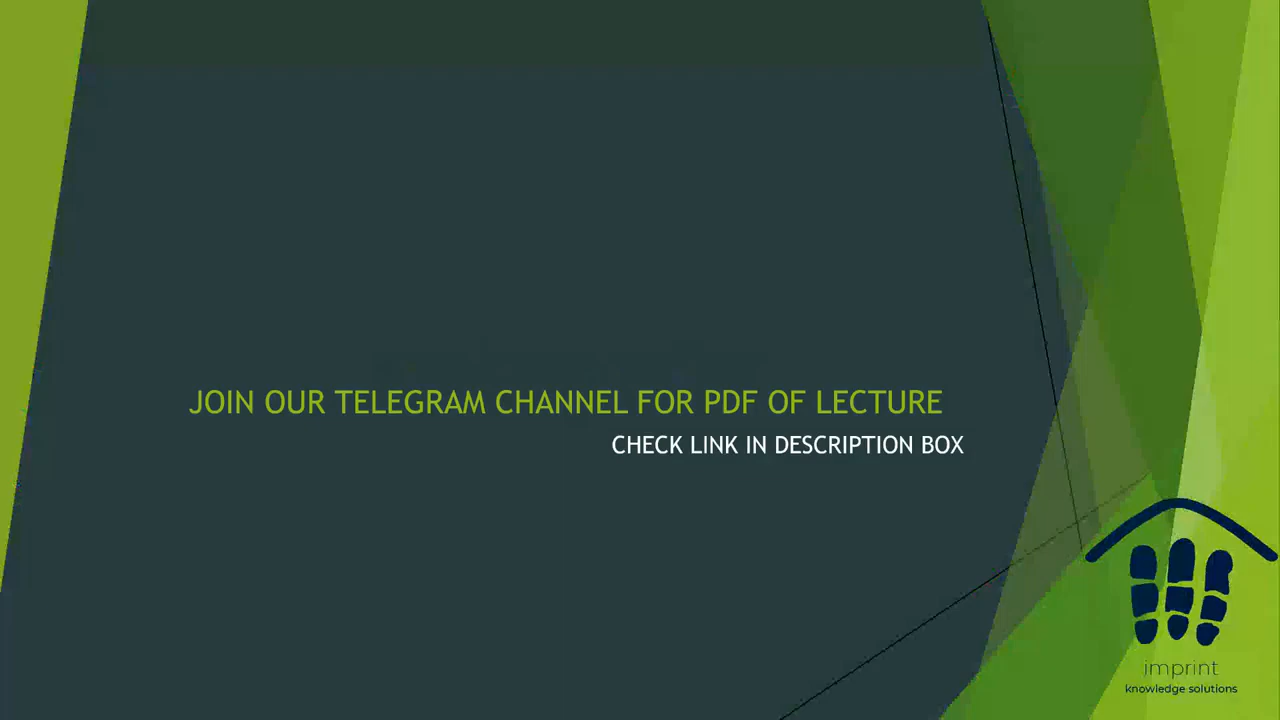 JOIN OUR TELEGRAM CHANNEL FOR PDF OF LECTURE
CHECK LINK IN DESCRIPTION BOX
imprint
knowledge solutions